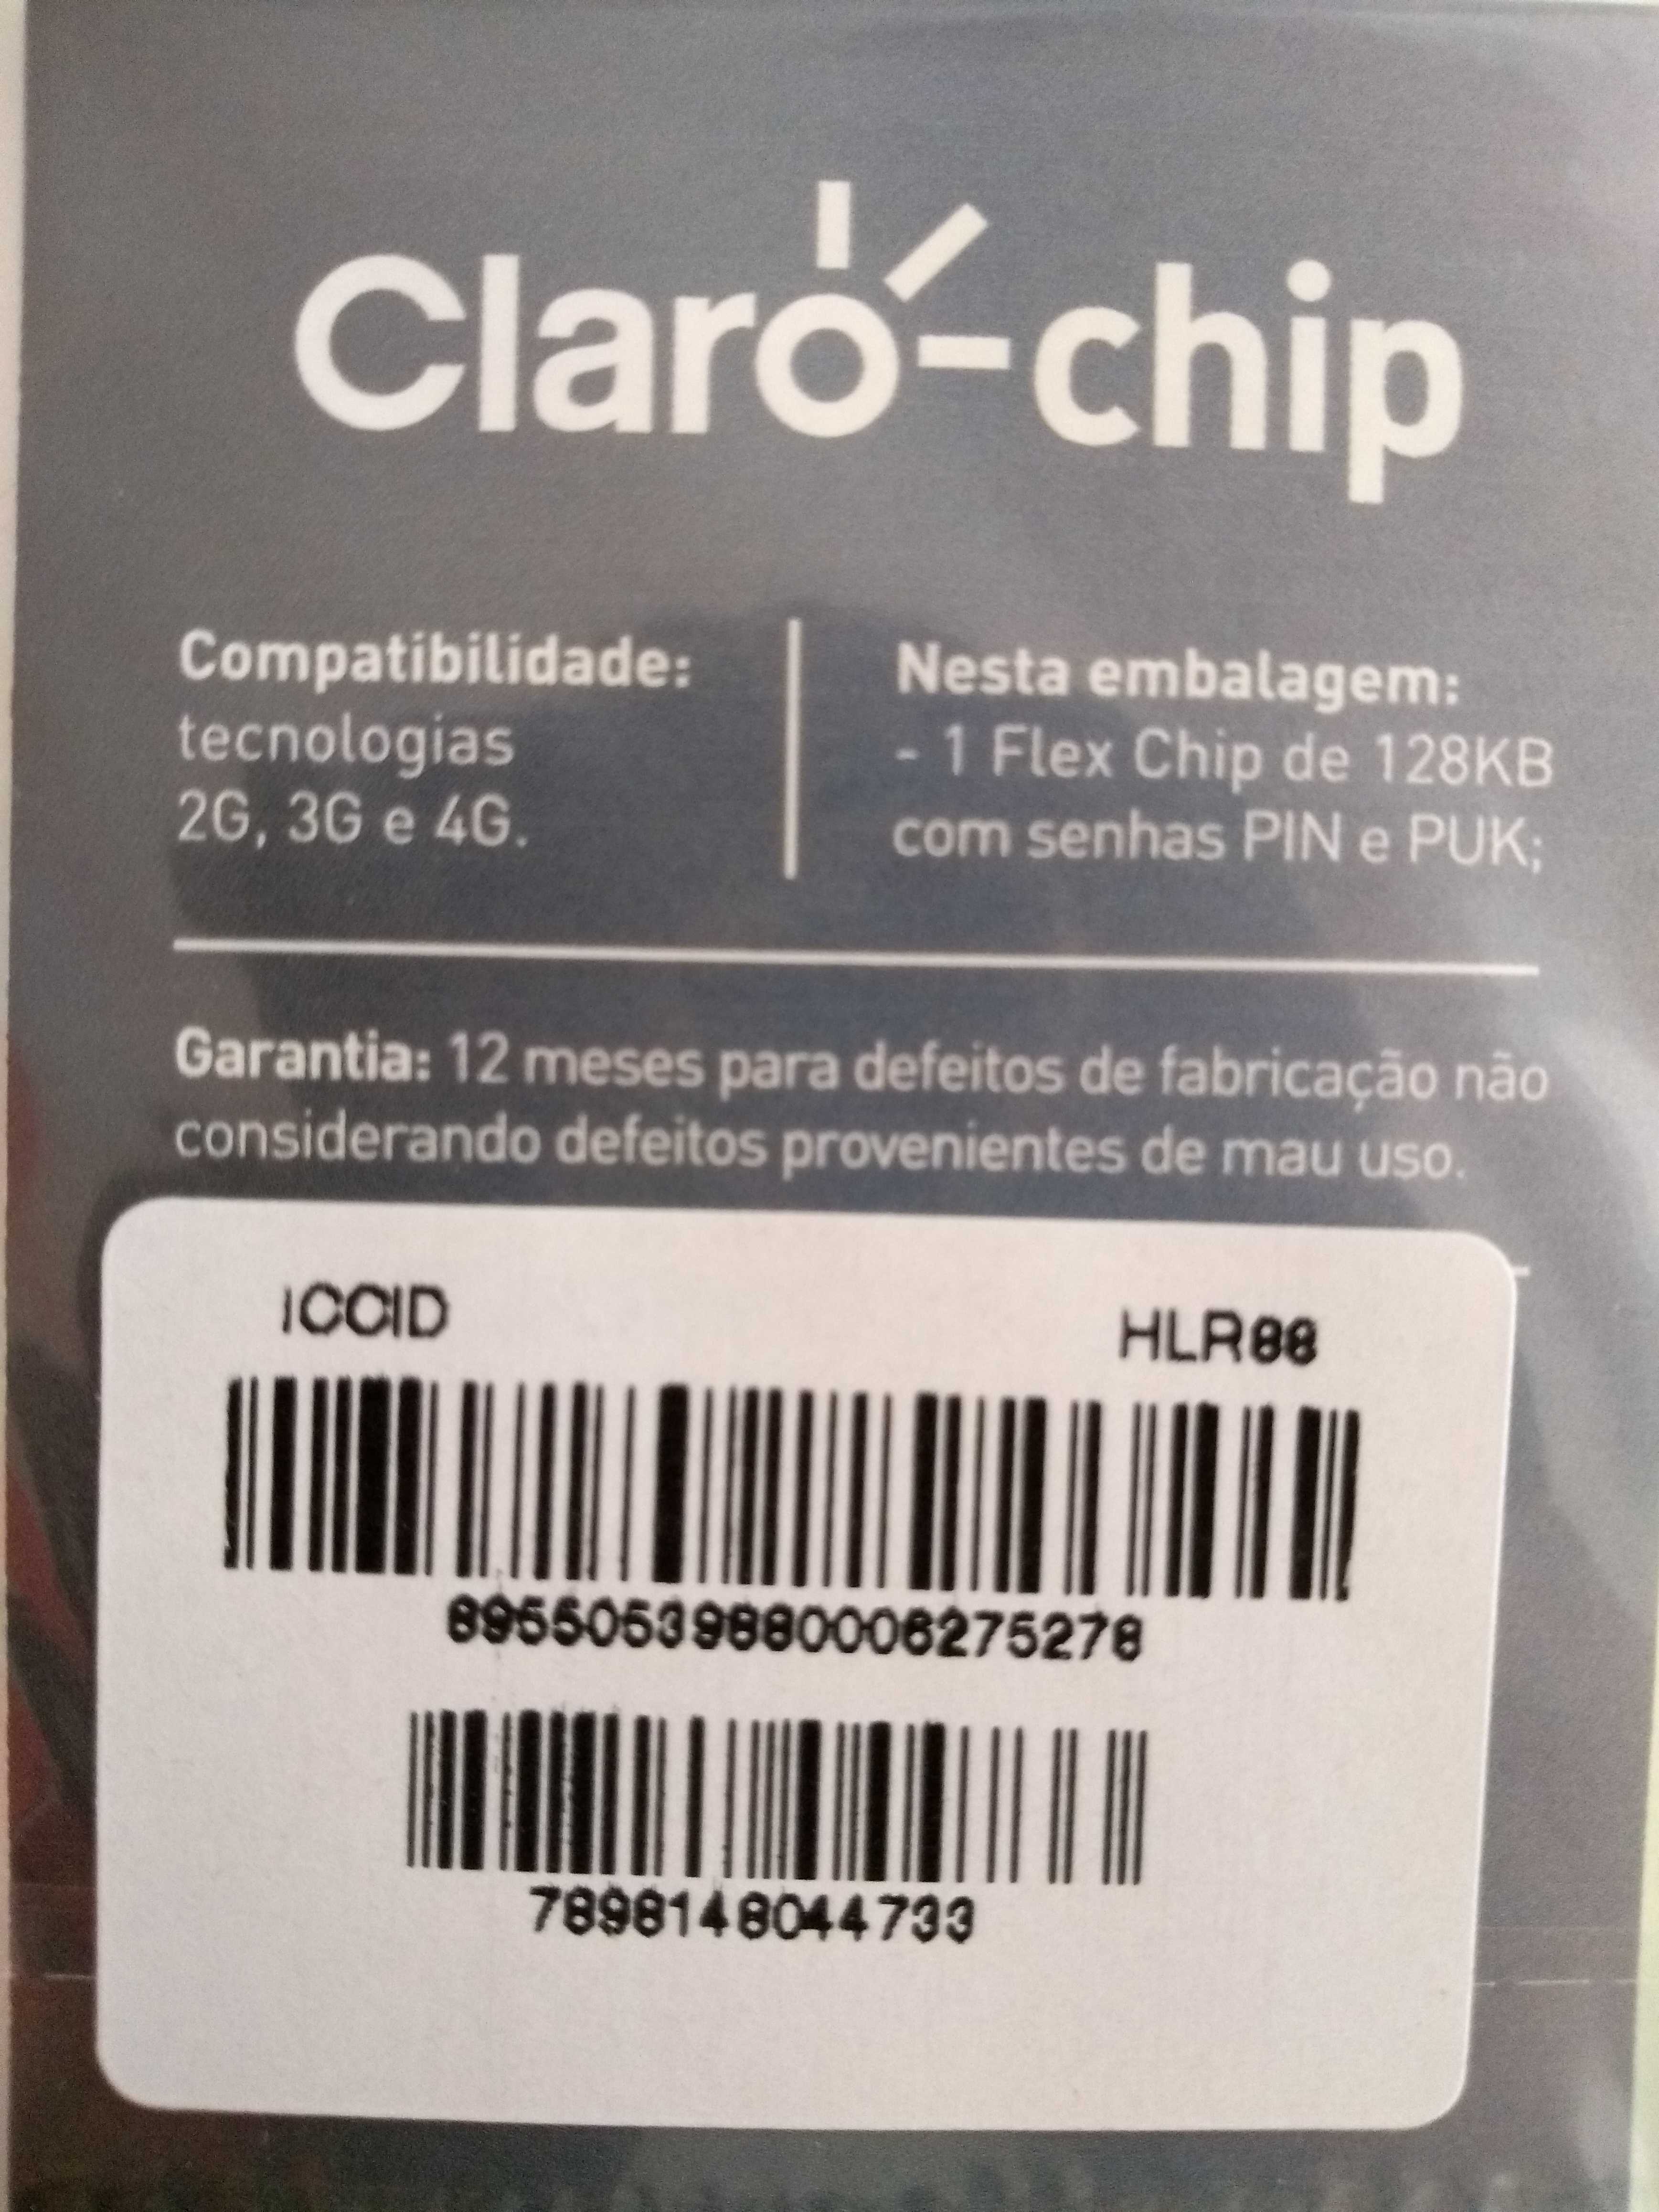 Claro-chip
Compatibilidade:
tecnologias
2G, 3G e 4G.
Nesta embalagem:
- 1 Flex Chip de 128KB
com senhas PIN e PUK;
Garantia: 12 meses para defeitos de fabricação não
considerando defeitos provenientes de mau uso.
ICCID
HLR88
89550539880006275278
7898148044733